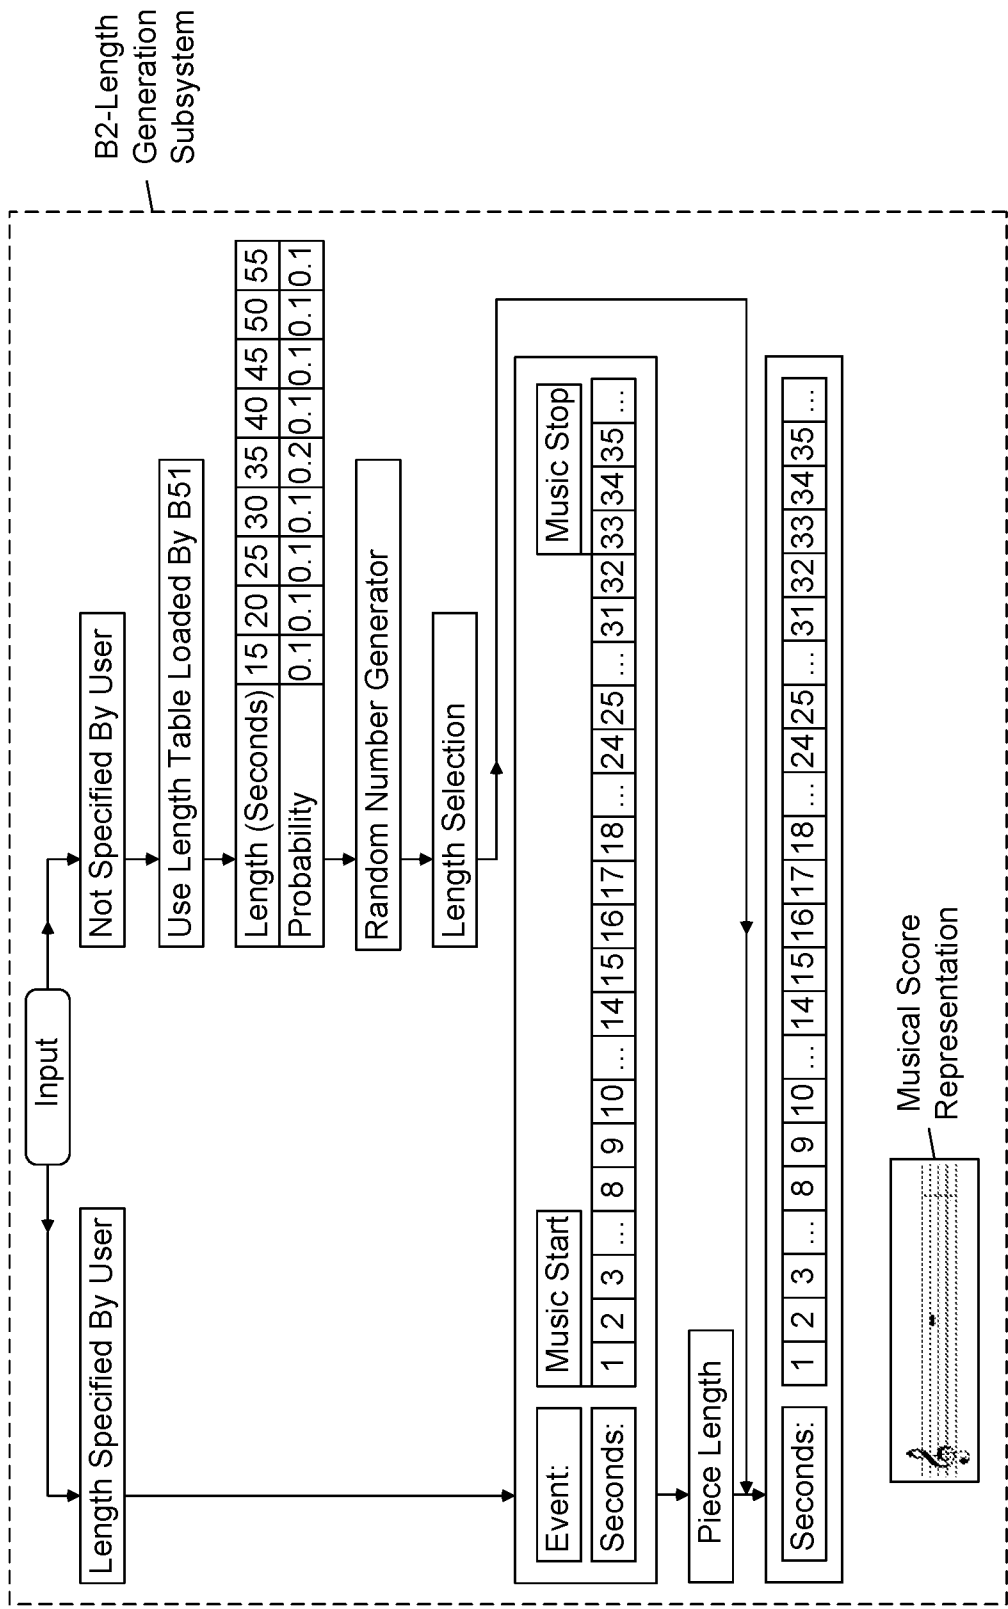 B2-Length
Generation
Subsystem
Input
Length Specified By User
Not Specified By User
Use Length Table Loaded By B51
Length (Seconds) 15 20 25 30 35 40 45 50 55
Probability 0.1 0.1 0.1 0.1 0.2 0.1 0.1 0.1 0.1
Random Number Generator
Length Selection
Event: Music Start Music Stop
Seconds: 1 2 3 ... 8 9 10 ... 14 15 16 17 18 ... 24 25 ... 31 32 33 34 35 ...
Piece Length
Seconds: 1 2 3 ... 8 9 10 ... 14 15 16 17 18 ... 24 25 ... 31 32 33 34 35 ...
Musical Score
Representation